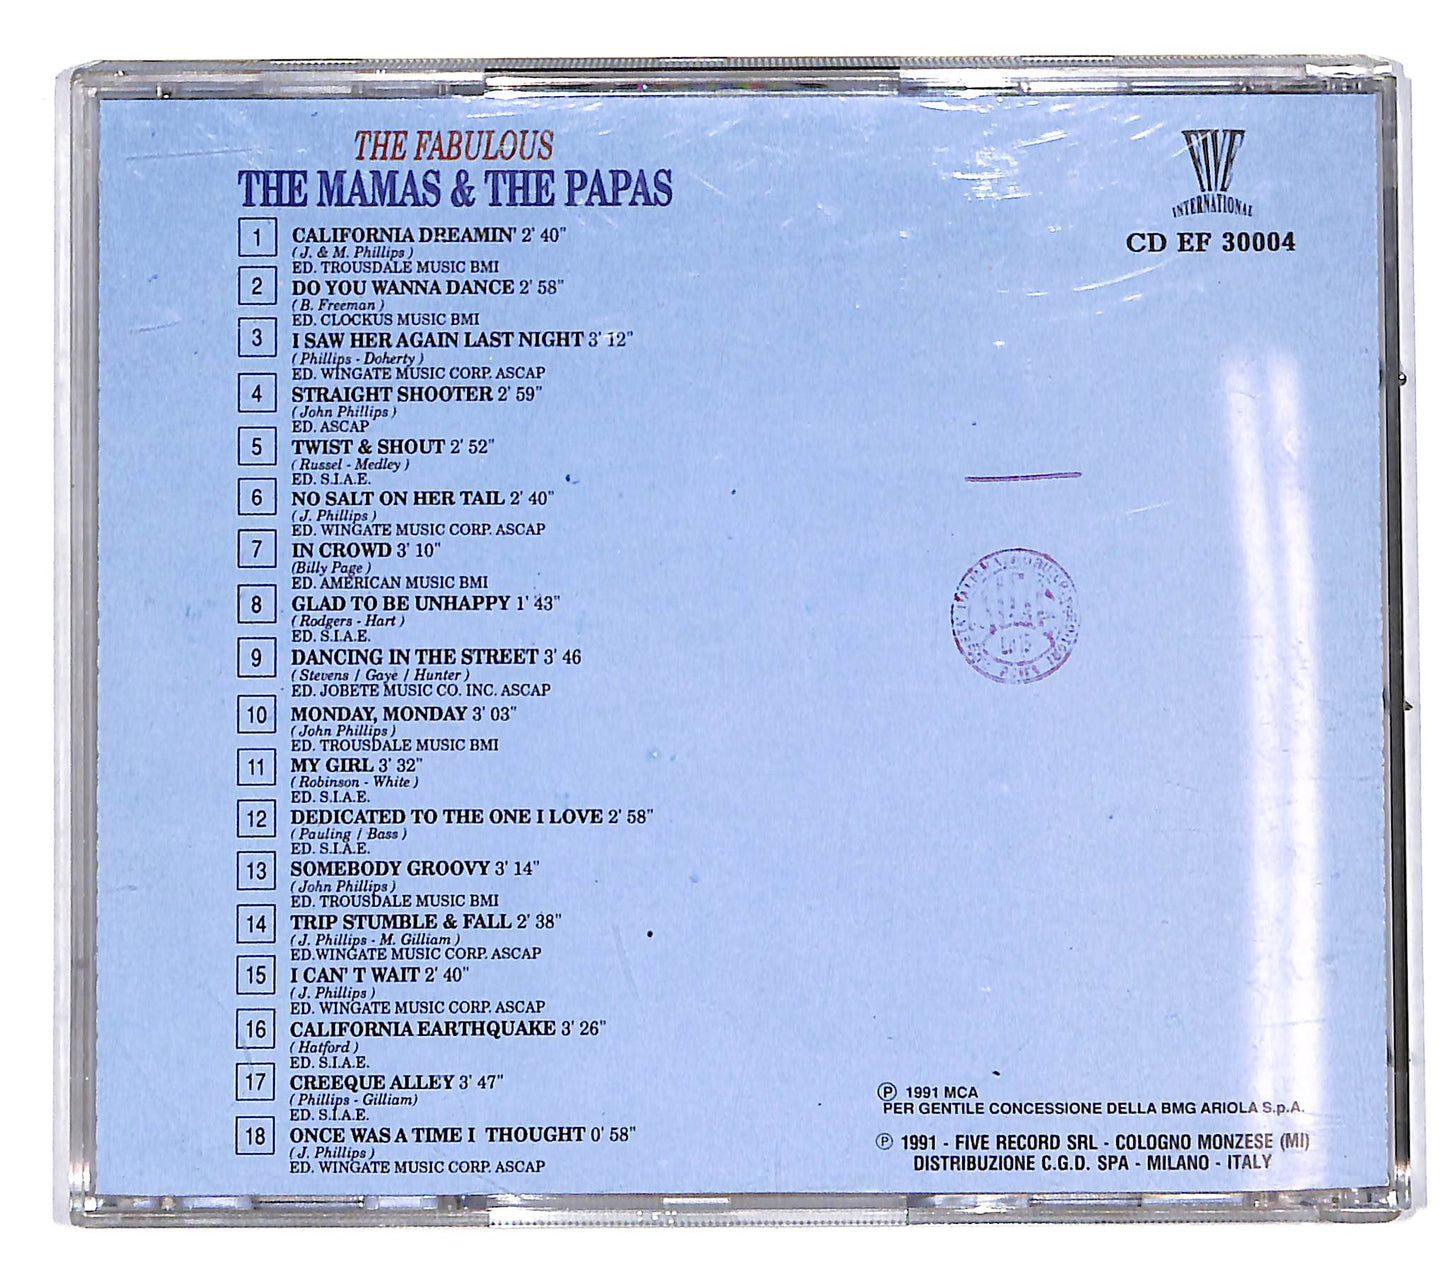 THE FABULOUS
THE MAMAS & THE PAPAS
1 CALIFORNIA DREAMIN' 2' 40"
( J. & M. Phillips )
ED. TROUSDALE MUSIC BMI
2 DO YOU WANNA DANCE 2' 58"
( B. Freeman )
ED. CLOCKUS MUSIC BMI
3 I SAW HER AGAIN LAST NIGHT 3' 12"
( Phillips - Doherty )
ED. WINGATE MUSIC CORP. ASCAP
4 STRAIGHT SHOOTER 2' 59"
( John Phillips )
ED. ASCAP
5 TWIST & SHOUT 2' 52"
( Russel - Medley )
ED. S.I.A.E.
6 NO SALT ON HER TAIL 2' 40"
( J. Phillips )
ED. WINGATE MUSIC CORP. ASCAP
7 IN CROWD 3' 10"
(Billy Page )
ED. AMERICAN MUSIC BMI
8 GLAD TO BE UNHAPPY 1' 43"
( Rodgers - Hart )
ED. S.I.A.E.
9 DANCING IN THE STREET 3' 46
( Stevens / Gaye / Hunter )
ED. JOBETE MUSIC CO. INC. ASCAP
10 MONDAY, MONDAY 3' 03"
( John Phillips )
ED. TROUSDALE MUSIC BMI
11 MY GIRL 3' 32"
( Robinson - White )
ED. S.I.A.E.
12 DEDICATED TO THE ONE I LOVE 2' 58"
( Pauling / Bass )
ED. S.I.A.E.
13 SOMEBODY GROOVY 3' 14"
( John Phillips )
ED. TROUSDALE MUSIC BMI
14 TRIP STUMBLE & FALL 2' 38"
( J. Phillips - M. Gilliam )
ED.WINGATE MUSIC CORP. ASCAP
15 I CAN' T WAIT 2' 40"
( J. Phillips )
ED. WINGATE MUSIC CORP. ASCAP
16 CALIFORNIA EARTHQUAKE 3' 26"
( Hatford )
ED. S.I.A.E.
17 CREEQUE ALLEY 3' 47"
( Phillips - Gilliam)
ED. S.I.A.E.
18 ONCE WAS A TIME I THOUGHT 0' 58"
( J. Phillips )
ED. WINGATE MUSIC CORP. ASCAP
FIVE
INTERNATIONAL
CD EF 30004
Ⓟ 1991 MCA
PER GENTILE CONCESSIONE DELLA BMG ARIOLA S.p.A.
Ⓟ 1991 - FIVE RECORD SRL - COLOGNO MONZESE (MI)
DISTRIBUZIONE C.G.D. SPA - MILANO - ITALY